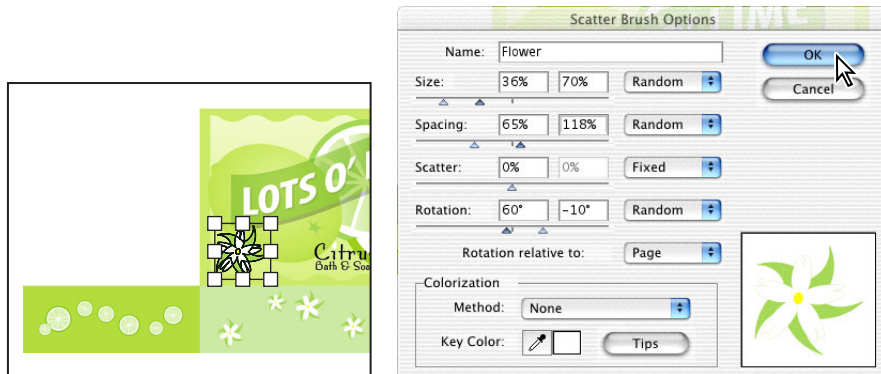 LOTS O'
Citru
Bath & Soa
TIME
Scatter Brush Options
Name: Flower
OK
Cancel
Size: 36% 70% Random
Spacing: 65% 118% Random
Scatter: 0% 0% Fixed
Rotation: 60° -10° Random
Rotation relative to: Page
Colorization
Method: None
Key Color: Tips